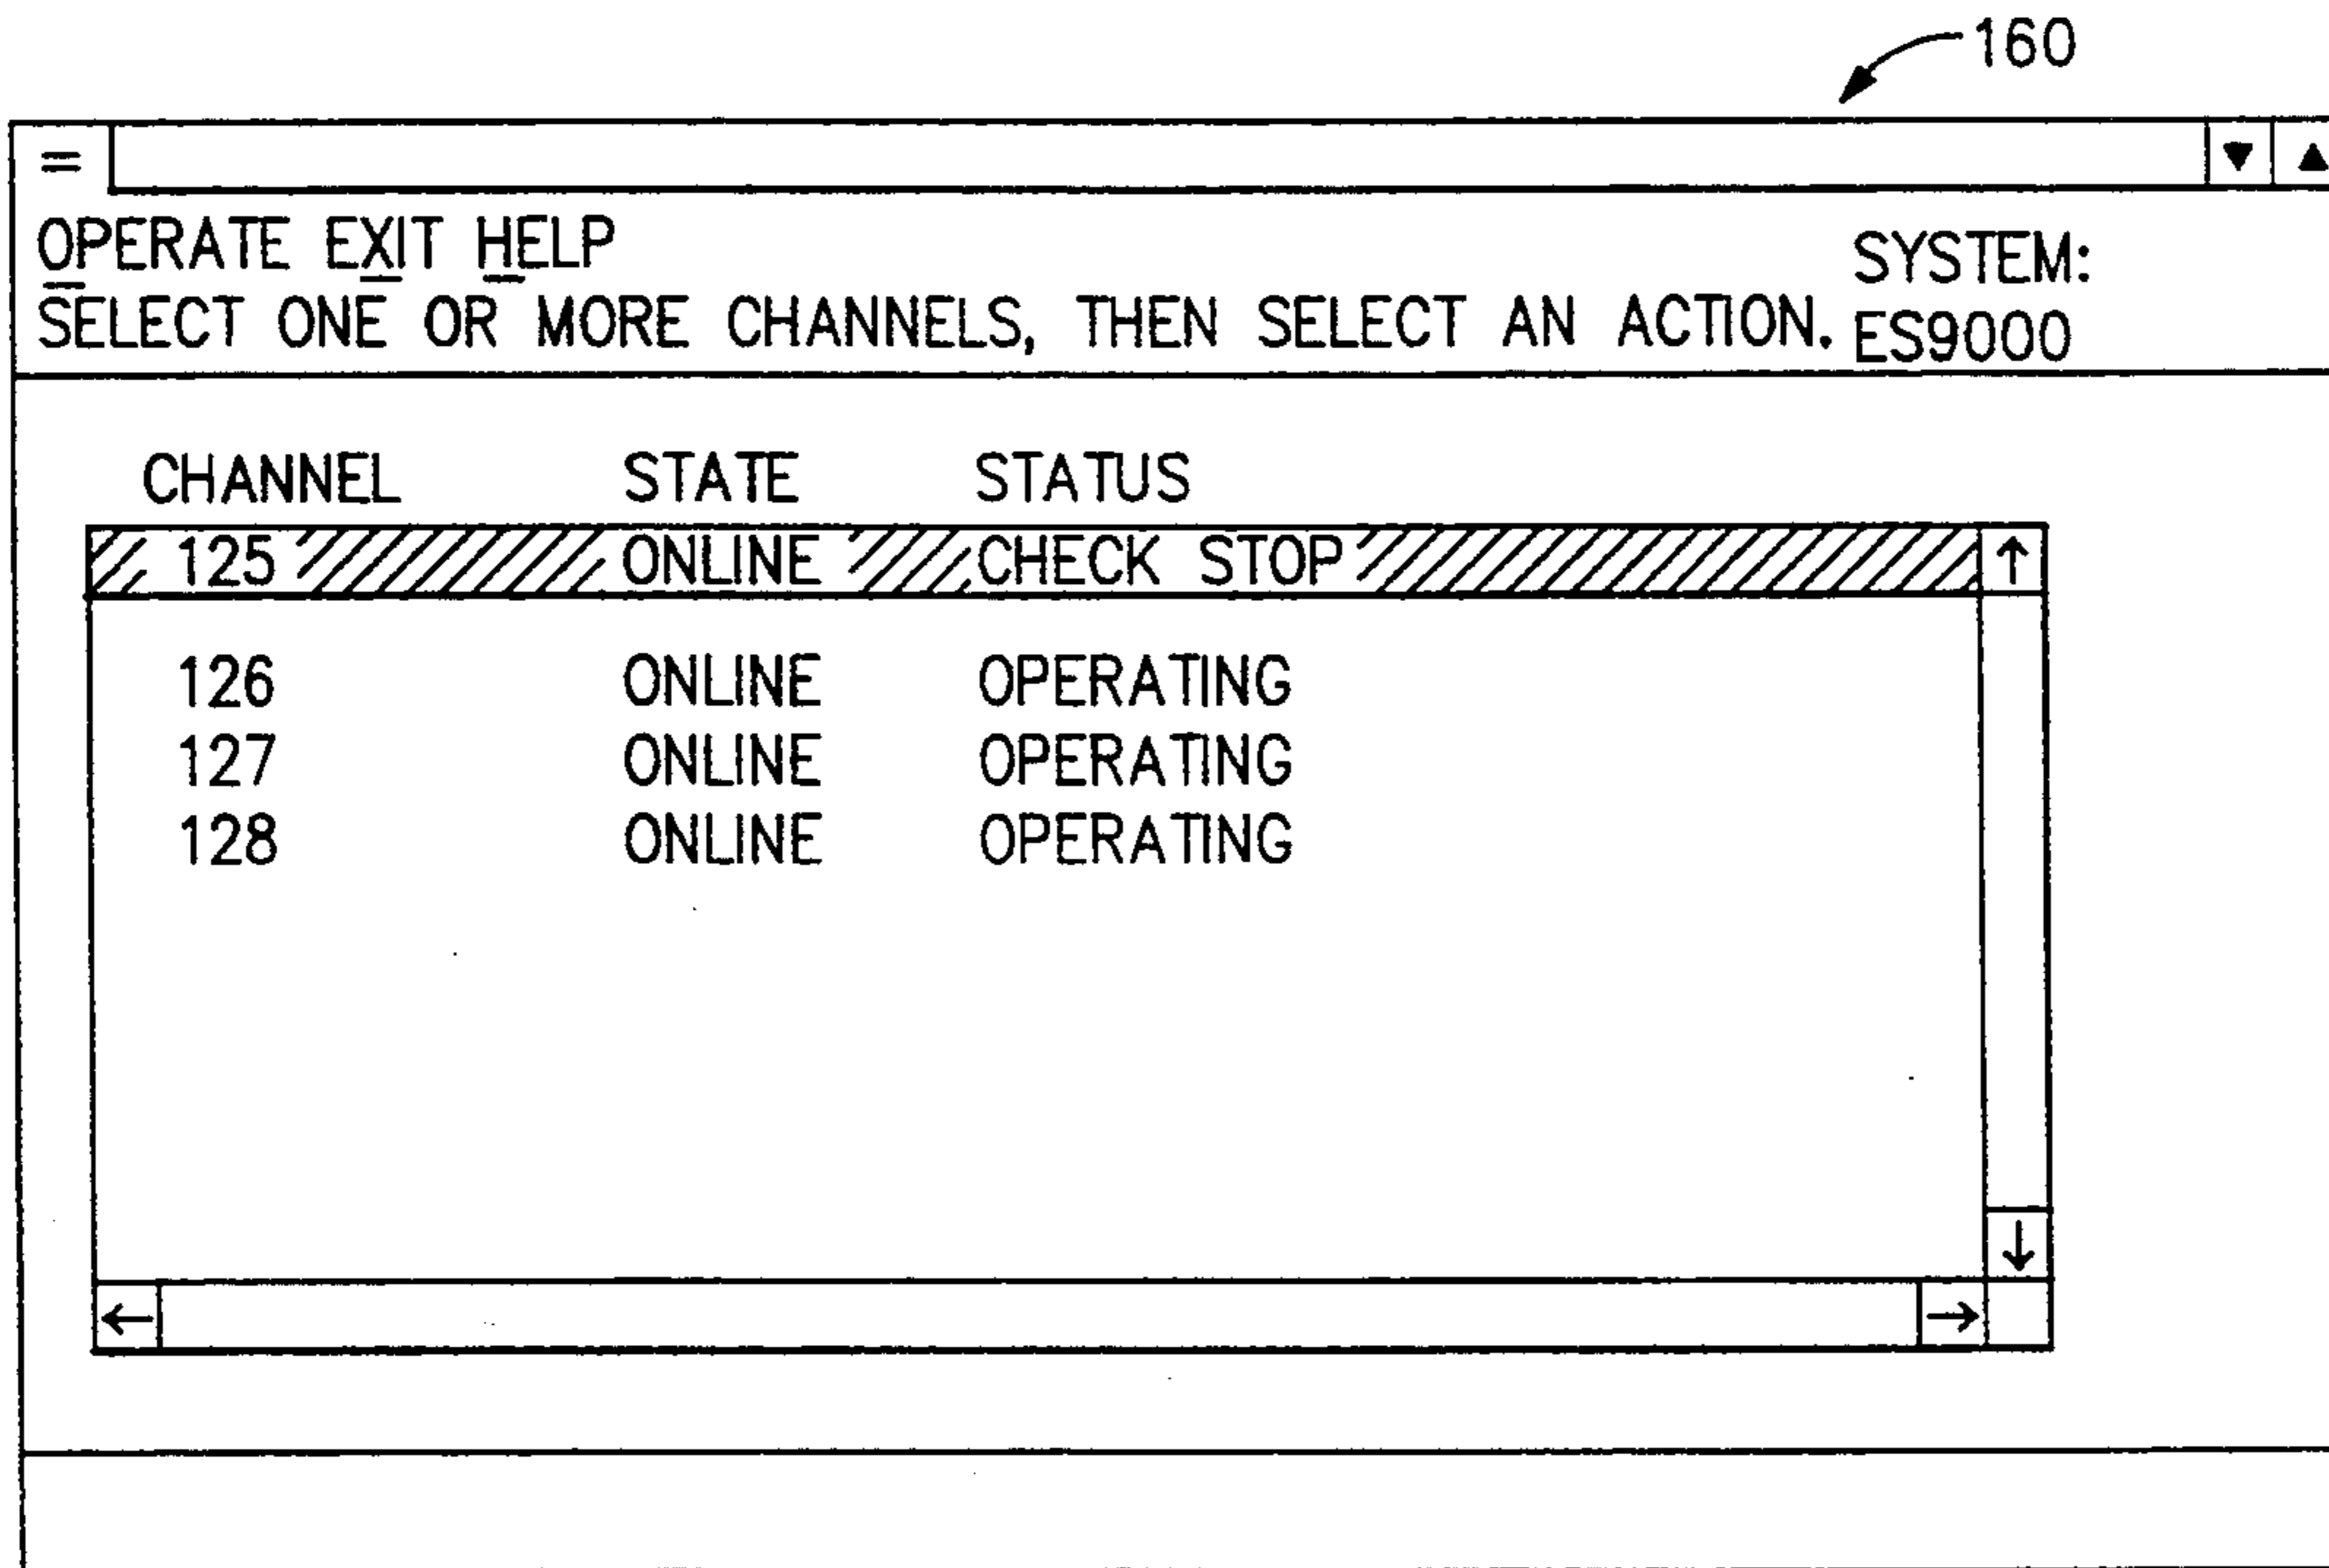 160
OPERATE EXIT HELP
SYSTEM:
SELECT ONE OR MORE CHANNELS, THEN SELECT AN ACTION.
ES9000
CHANNEL STATE STATUS
125 ONLINE CHECK STOP
126 ONLINE OPERATING
127 ONLINE OPERATING
128 ONLINE OPERATING